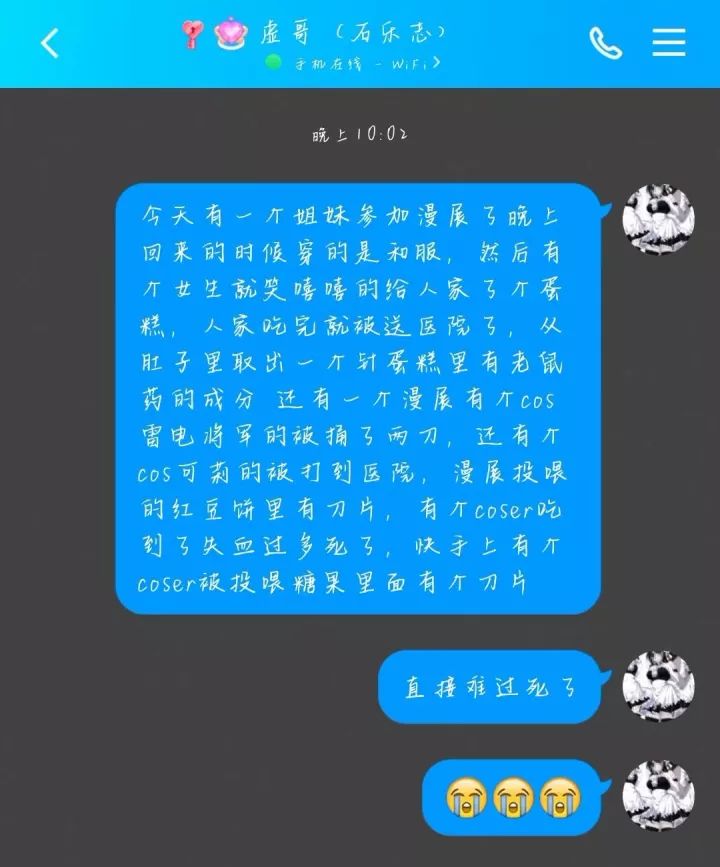 虚哥（石乐志）
手机在线 - WiFi>
晚上10:02
今天有一个姐妹参加漫展了晚上
回来的时候穿的是和服，然后有
个女生就笑嘻嘻的给人家了个蛋
糕，人家吃完就被送医院了，从
肚子里取出一个针蛋糕里有老鼠
药的成分 还有一个漫展有个cos
雷电将军的被捅了两刀，还有个
cos可莉的被打到医院，漫展投喂
的红豆饼里有刀片，有个coser吃
到了失血过多死了，快手上有个
coser被投喂糖果里面有个刀片
直接难过死了